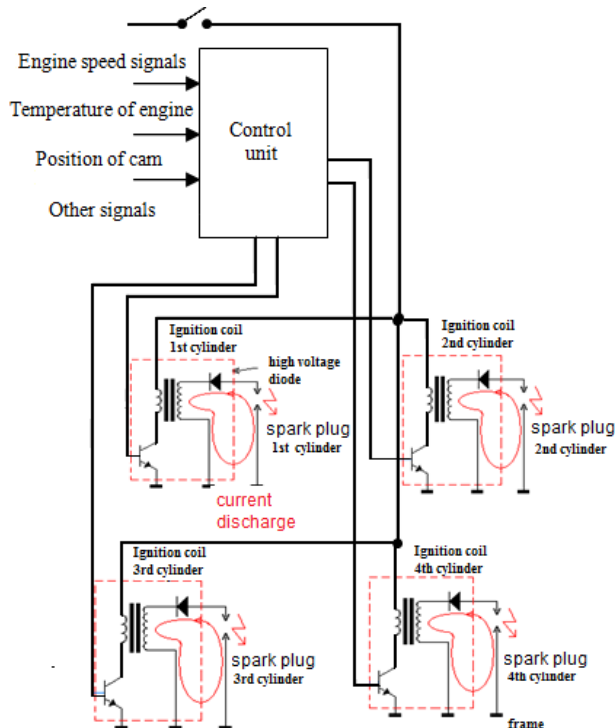 Engine speed signals
Temperature of engine
Position of cam
Other signals
Control
unit
Ignition coil
1st cylinder
high voltage
diode
spark plug
1st cylinder
current
discharge
Ignition coil
2nd cylinder
spark plug
2nd cylinder
Ignition coil
3rd cylinder
spark plug
3rd cylinder
Ignition coil
4th cylinder
spark plug
4th cylinder
frame